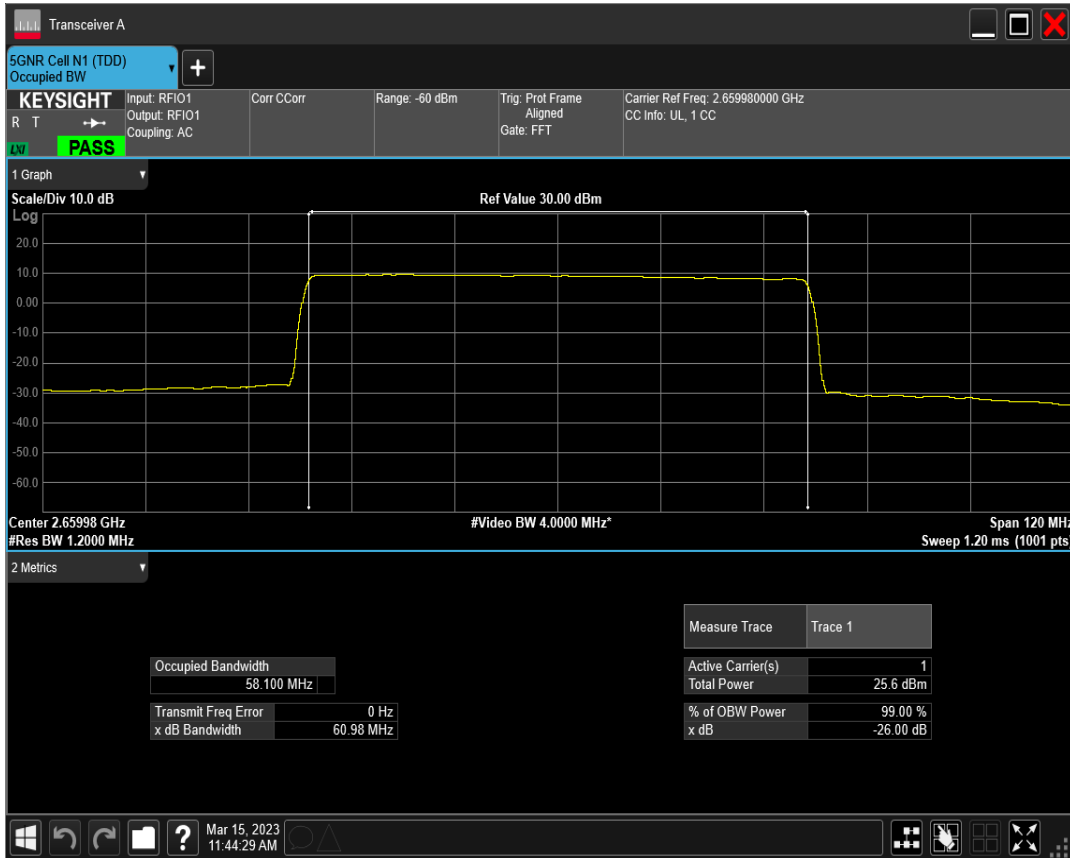 Transceiver A
5GNR Cell N1 (TDD)
Occupied BW
+
KEYSIGHT
R T
LXI
PASS
Input: RFIO1
Output: RFIO1
Coupling: AC
Corr CCorr
Range: -60 dBm
Trig: Prot Frame
Aligned
Gate: FFT
Carrier Ref Freq: 2.659980000 GHz
CC Info: UL, 1 CC
1 Graph
Scale/Div 10.0 dB
Ref Value 30.00 dBm
Log
20.0
10.0
0.00
-10.0
-20.0
-30.0
-40.0
-50.0
-60.0
Center 2.65998 GHz
#Video BW 4.0000 MHz*
Span 120 MHz
#Res BW 1.2000 MHz
Sweep 1.20 ms (1001 pts)
2 Metrics
Measure Trace Trace 1
Occupied Bandwidth
58.100 MHz
Active Carrier(s) 1
Total Power 25.6 dBm
Transmit Freq Error 0 Hz
x dB Bandwidth 60.98 MHz
% of OBW Power 99.00 %
x dB -26.00 dB
?
Mar 15, 2023
11:44:29 AM